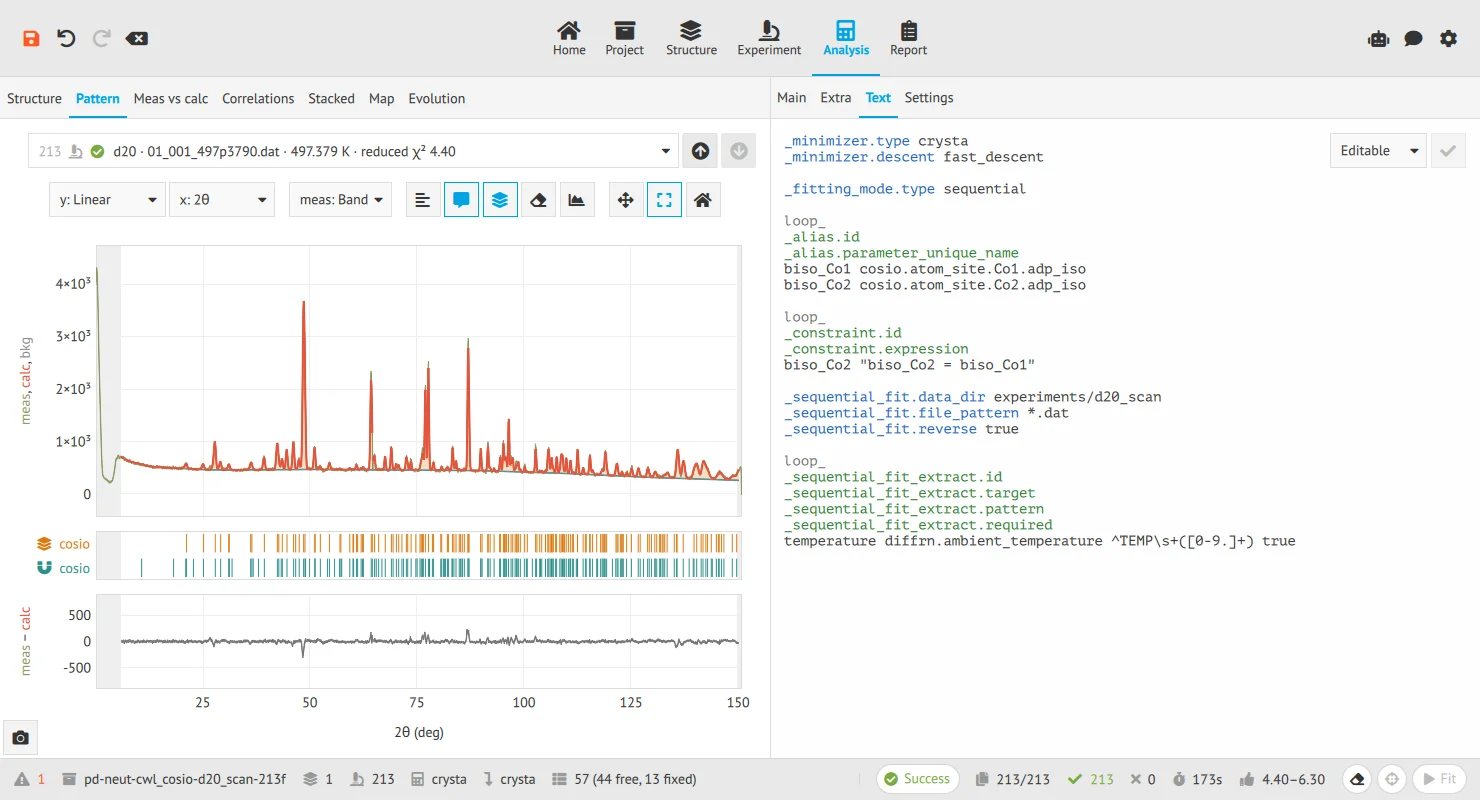 Home
Project
Structure
Experiment
Analysis
Report
Structure
Pattern
Meas vs calc
Correlations
Stacked
Map
Evolution
Main
Extra
Text
Settings
213 d20 · 01_001_497p3790.dat · 497.379 K · reduced χ² 4.40
y: Linear
x: 2θ
meas: Band
meas, calc, bkg
4×10³
3×10³
2×10³
1×10³
0
cosio
cosio
meas − calc
500
0
-500
25
50
75
100
125
150
2θ (deg)
Editable
_minimizer.type crysta
_minimizer.descent fast_descent
_fitting_mode.type sequential
loop_
_alias.id
_alias.parameter_unique_name
biso_Co1 cosio.atom_site.Co1.adp_iso
biso_Co2 cosio.atom_site.Co2.adp_iso
loop_
_constraint.id
_constraint.expression
biso_Co2 "biso_Co2 = biso_Co1"
_sequential_fit.data_dir experiments/d20_scan
_sequential_fit.file_pattern *.dat
_sequential_fit.reverse true
loop_
_sequential_fit_extract.id
_sequential_fit_extract.target
_sequential_fit_extract.pattern
_sequential_fit_extract.required
temperature diffrn.ambient_temperature ^TEMP\s+([0-9.]+) true
1
pd-neut-cwl_cosio-d20_scan-213f
1
213
crysta
crysta
57 (44 free, 13 fixed)
Success
213/213
213
0
173s
4.40–6.30
Fit